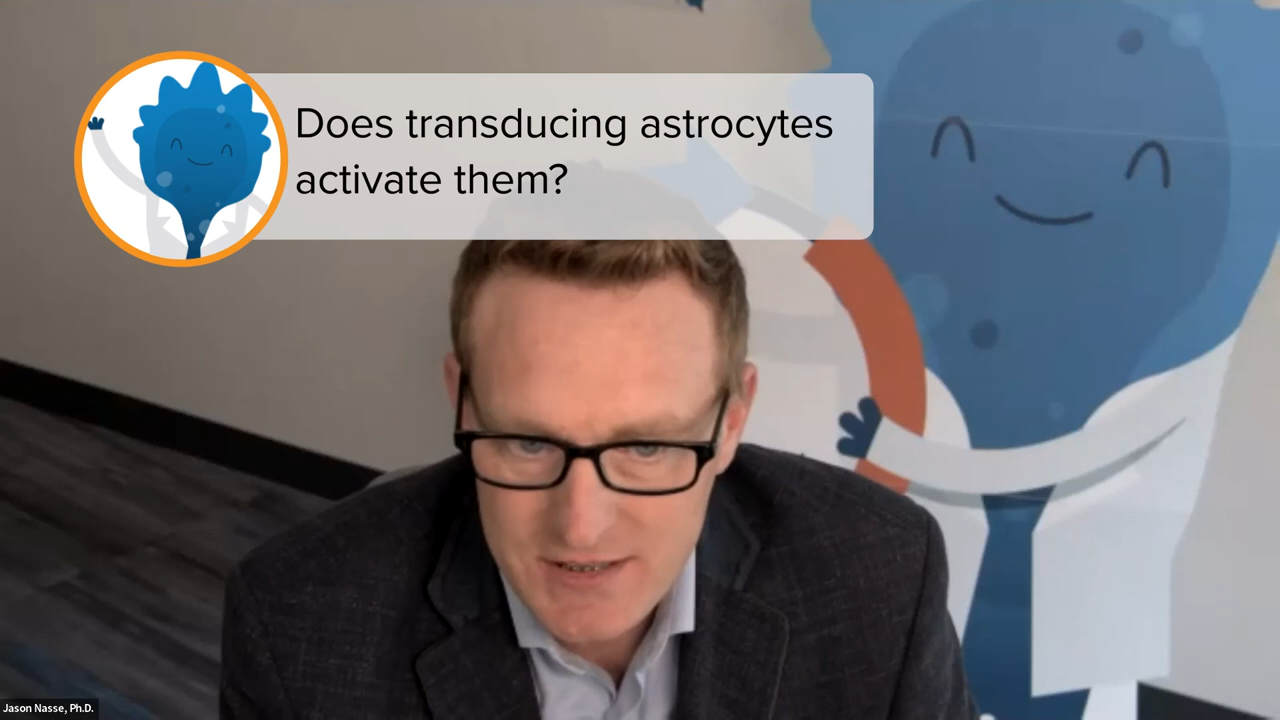 Does transducing astrocytes
activate them?
Jason Nasse, Ph.D.